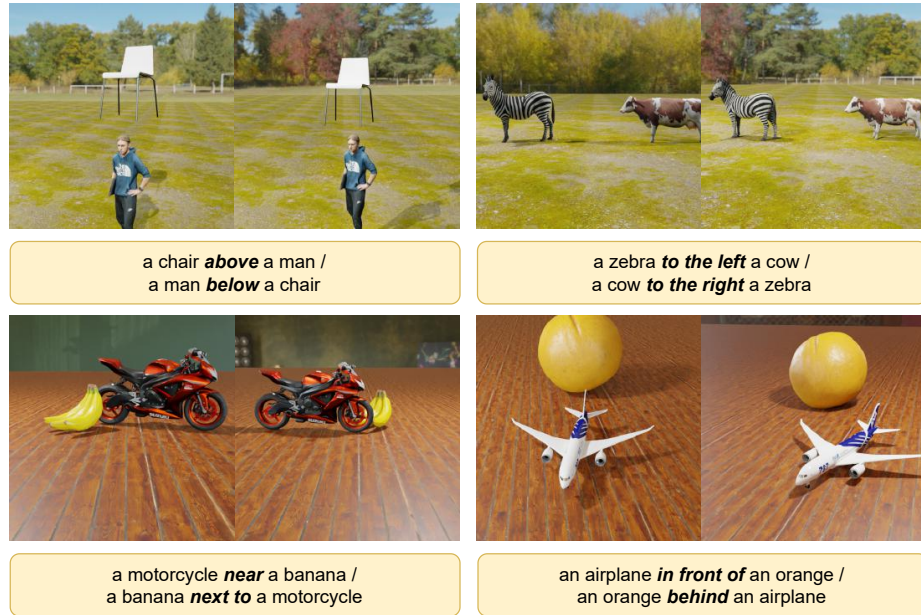 a chair above a man /
a man below a chair
a zebra to the left a cow /
a cow to the right a zebra
a motorcycle near a banana /
a banana next to a motorcycle
an airplane in front of an orange /
an orange behind an airplane